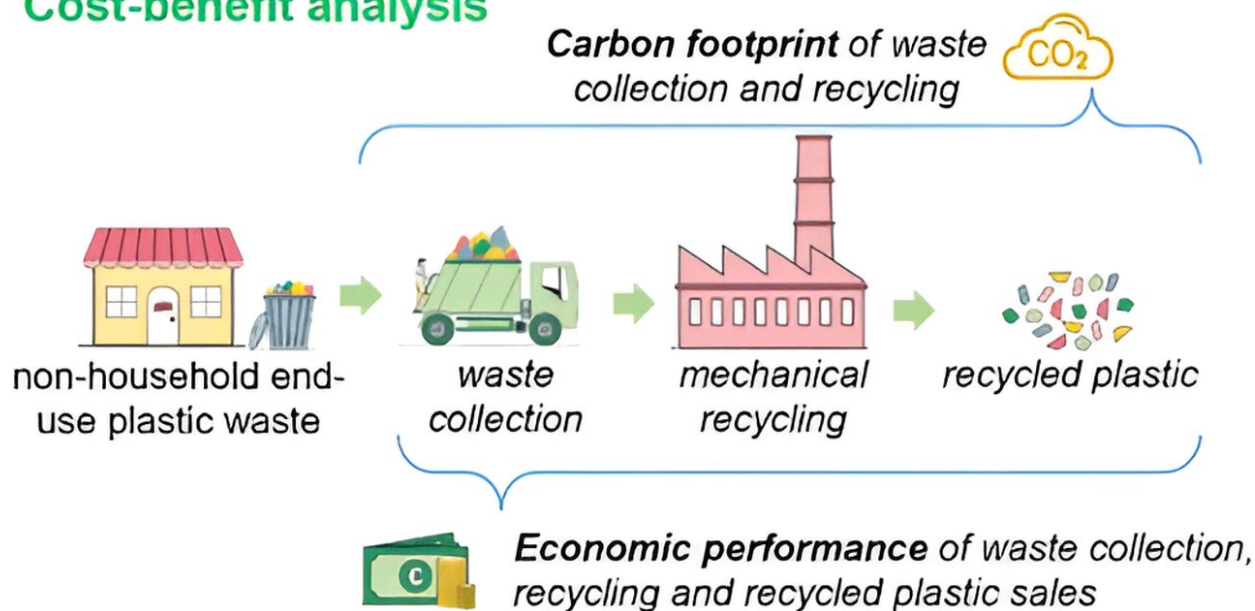 Cost-benefit analysis
Carbon footprint of waste
collection and recycling
CO₂
non-household end-
use plastic waste
waste
collection
mechanical
recycling
recycled plastic
C
Economic performance of waste collection,
recycling and recycled plastic sales